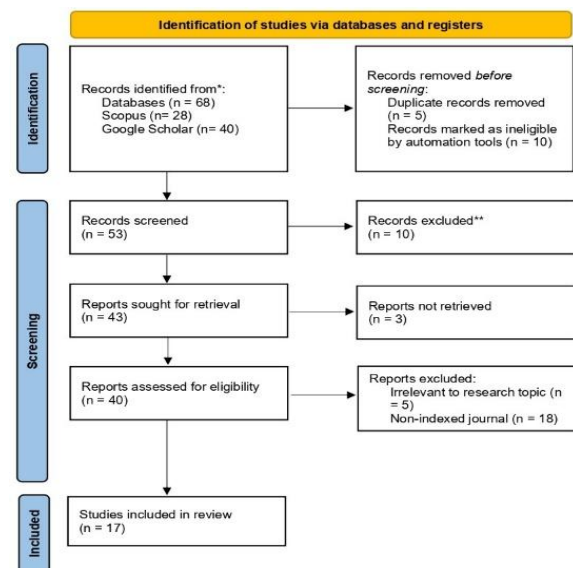 Identification of studies via databases and registers
Identification
Records identified from*:
Databases (n = 68)
Scopus (n = 28)
Google Scholar (n= 40)
Records removed before
screening:
Duplicate records removed
(n = 5)
Records marked as ineligible
by automation tools (n = 10)
Screening
Records screened
(n = 53)
Records excluded**
(n = 10)
Reports sought for retrieval
(n = 43)
Reports not retrieved
(n = 3)
Reports assessed for eligibility
(n = 40)
Reports excluded:
Irrelevant to research topic (n
= 5)
Non-indexed journal (n = 18)
Included
Studies included in review
(n = 17)